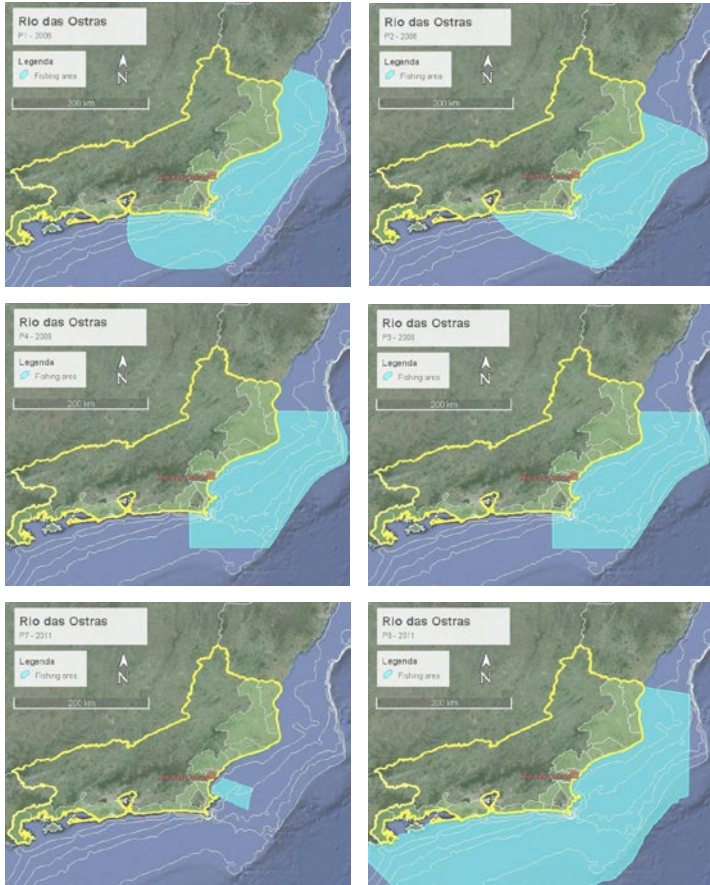 Rio das Ostras
P1 - 2006
Legenda
Fishing area
N
200 km
Rio das Ostras
P2 -
Legenda
Fishing area
N
200 km
Rio das Ostras
P4 - 2008
Legenda
Fishing area
N
200 km
Rio das Ostras
P5 - 2008
Legenda
Fishing area
N
200 km
Rio das Ostras
P7 - 2011
Legenda
Fishing area
N
200 km
Rio das Ostras
2011
Legenda
Fishing area
N
200 km